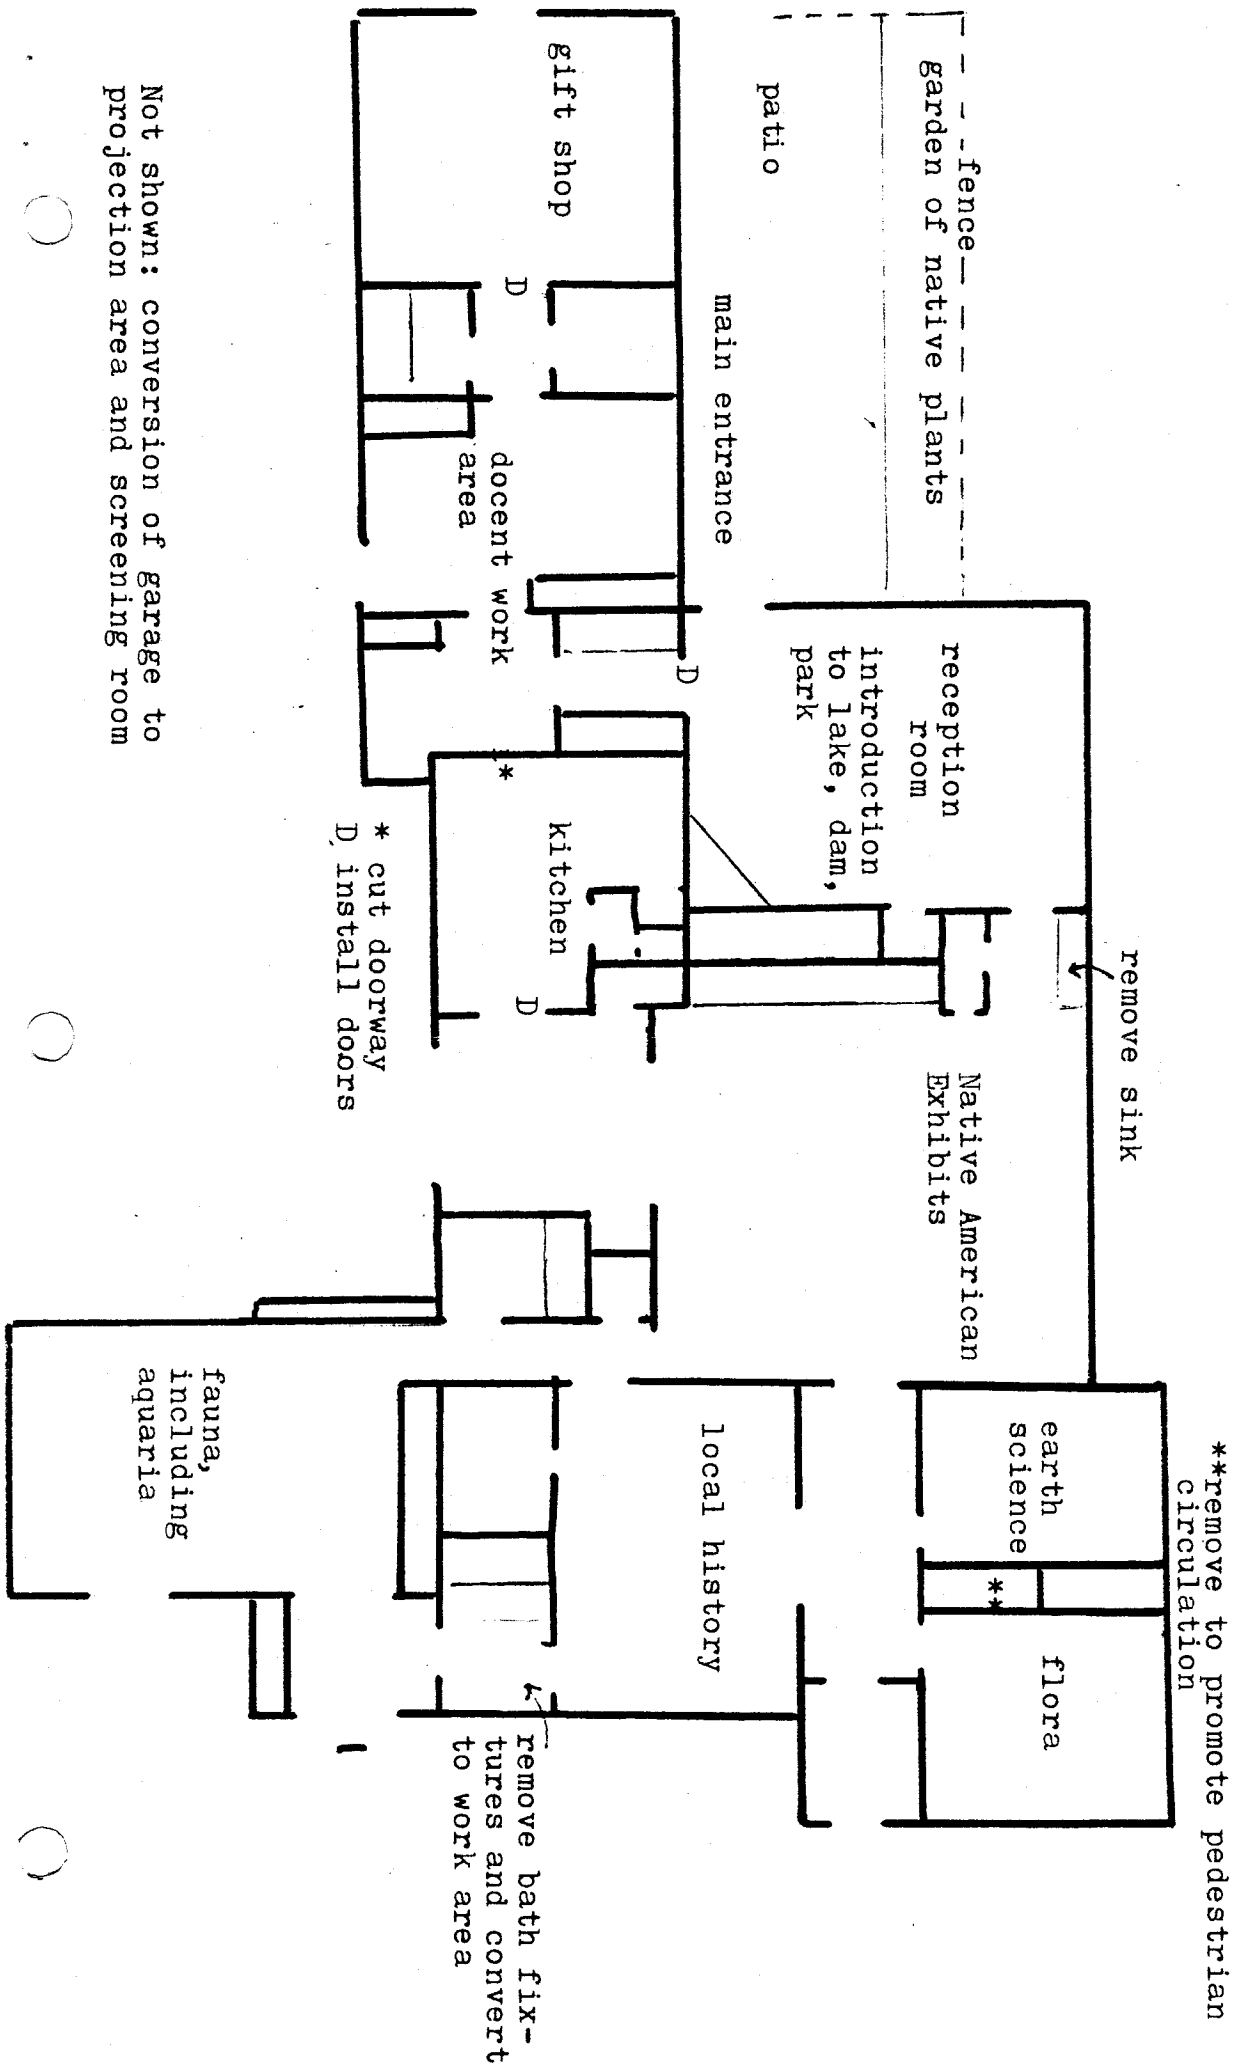 **remove to promote pedestrian
circulation
remove sink
fence
garden of native plants
patio
main entrance
reception
room
introduction
to lake, dam,
park
Native American
Exhibits
earth
science
**
flora
gift shop
D
docent work
area
D
*
kitchen
D
local history
remove bath fix-
tures and convert
to work area
* cut doorway
D install doors
fauna,
including
aquaria
Not shown: conversion of garage to
projection area and screening room